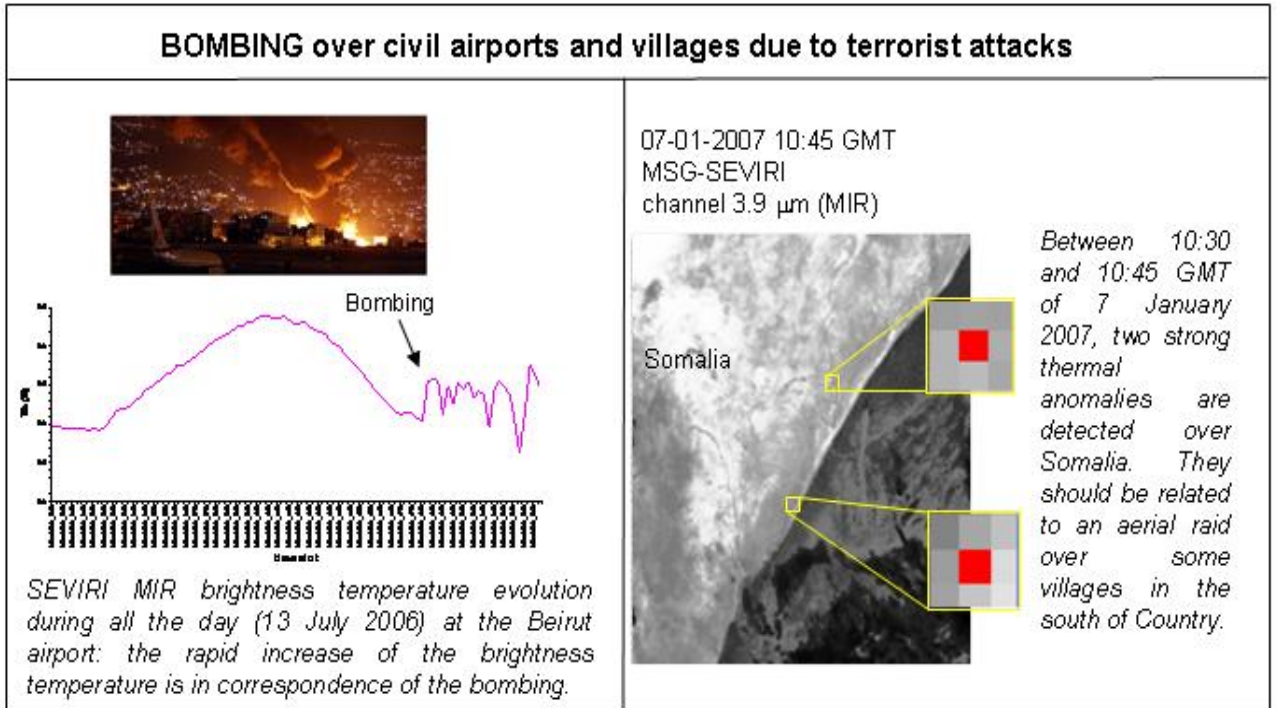 BOMBING over civil airports and villages due to terrorist attacks
Bombing
SEVIRI MIR brightness temperature evolution
during all the day (13 July 2006) at the Beirut
airport: the rapid increase of the brightness
temperature is in correspondence of the bombing.
07-01-2007 10:45 GMT
MSG-SEVIRI
channel 3.9 μm (MIR)
Somalia
Between 10:30
and 10:45 GMT
of 7 January
2007, two strong
thermal
anomalies are
detected over
Somalia. They
should be related
to an aerial raid
over some
villages in the
south of Country.